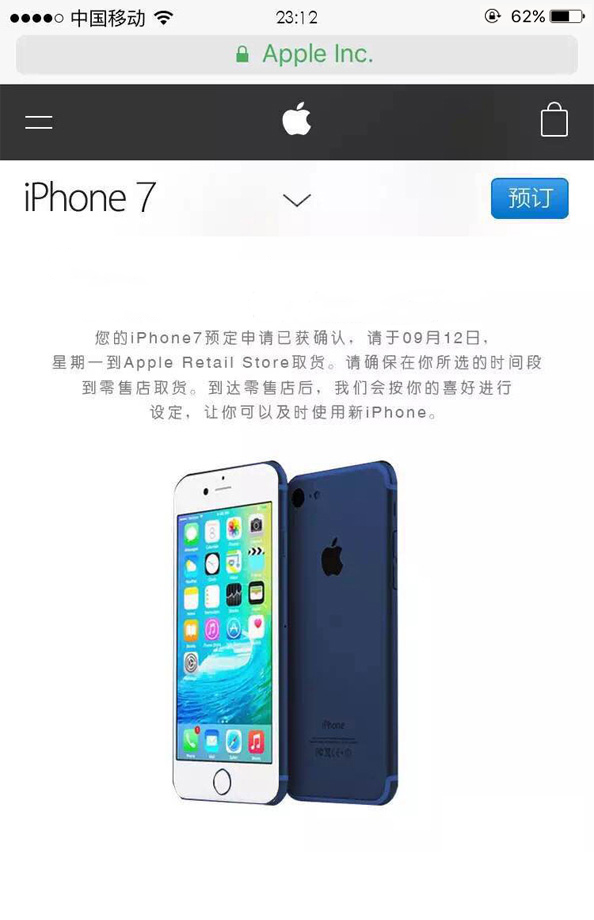 中国移动 23:12 62%
Apple Inc.
iPhone 7 预订
您的iPhone7预定申请已获确认，请于09月12日，
星期一到Apple Retail Store取货。请确保在你所选的时间段
到零售店取货。到达零售店后，我们会按你的喜好进行
设定，让你可以及时使用新iPhone。
iPhone